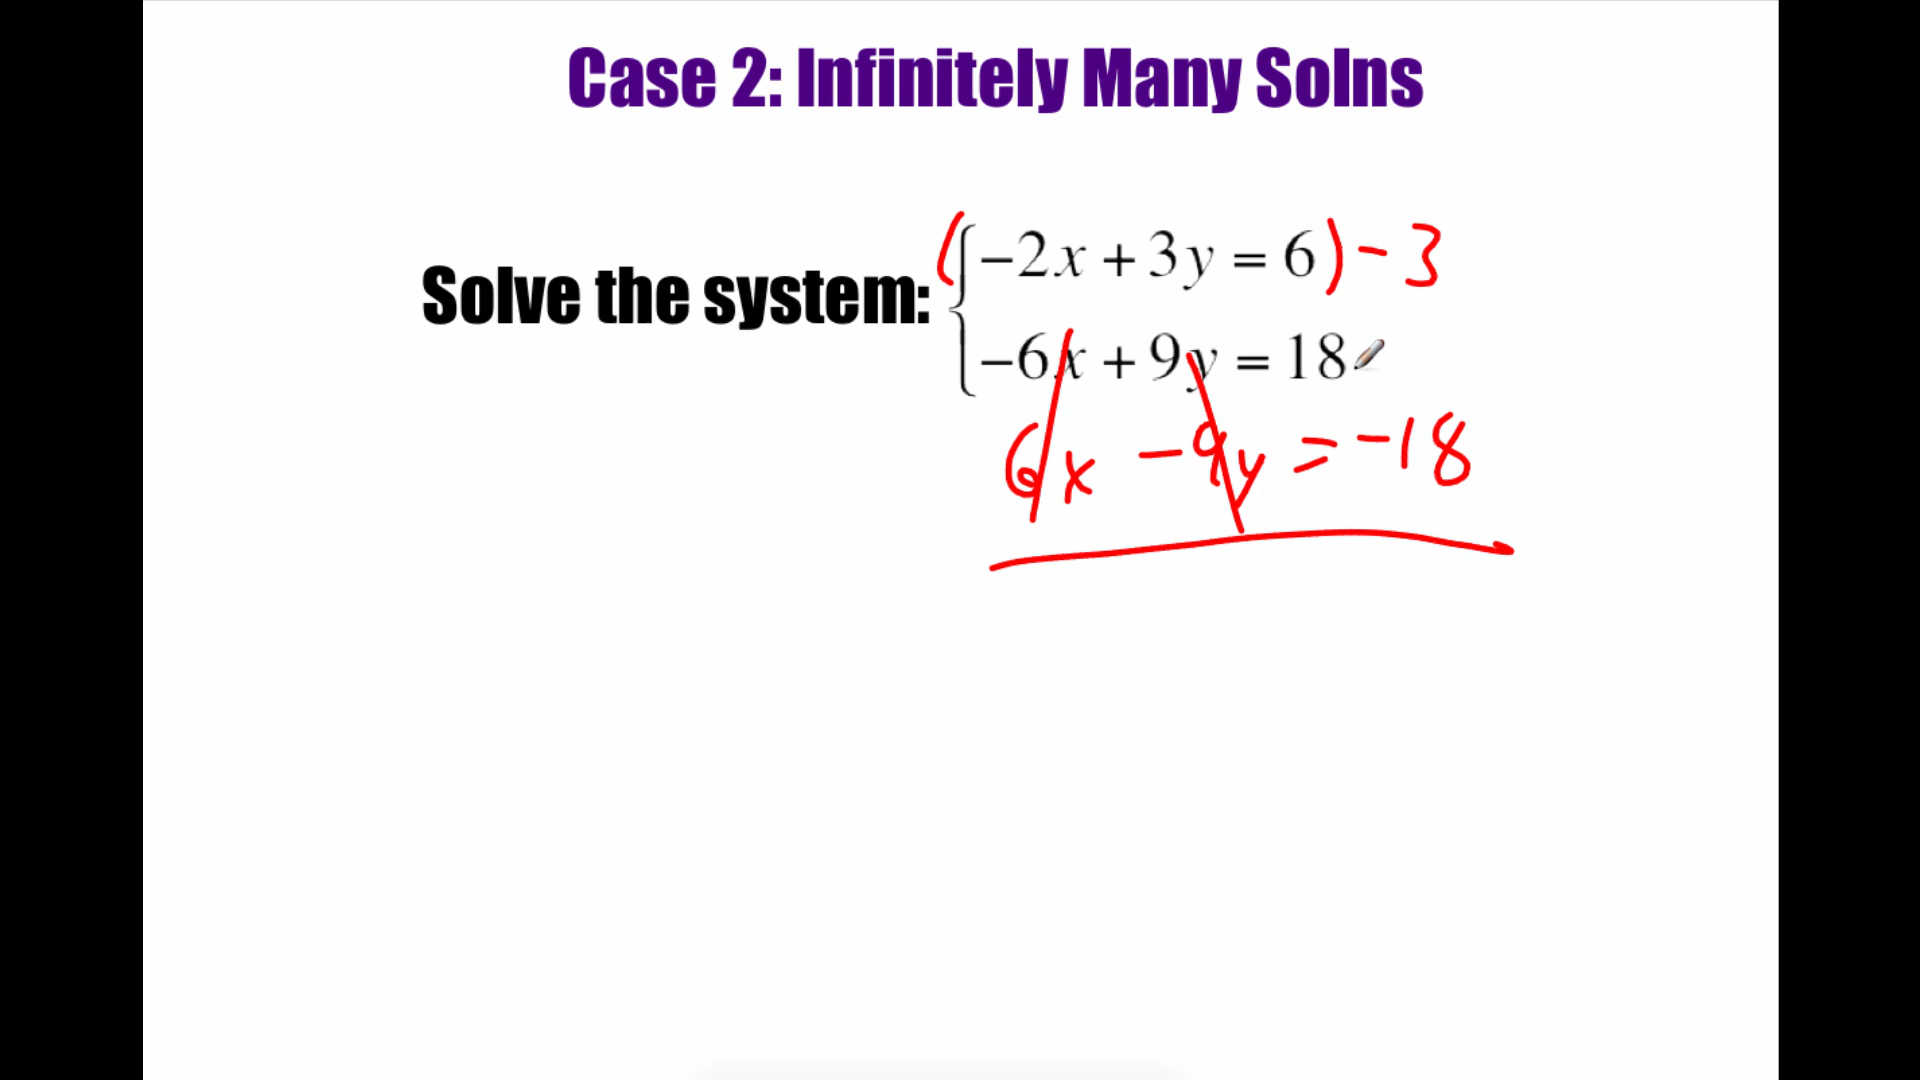 Case 2: Infinitely Many Solns
Solve the system:
(−2x + 3y = 6) −3
−6x + 9y = 18
6x − 9y = −18